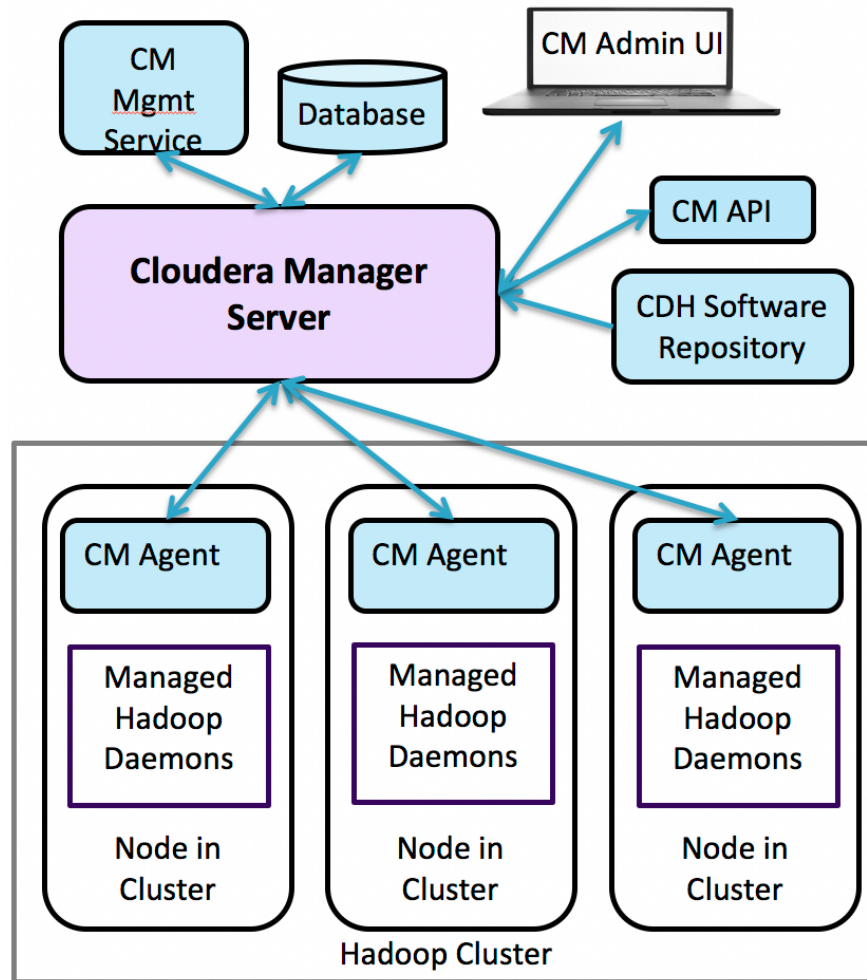 CM
Mgmt
Service
Database
CM Admin UI
Cloudera Manager
Server
CM API
CDH Software
Repository
CM Agent
CM Agent
CM Agent
Managed
Hadoop
Daemons
Managed
Hadoop
Daemons
Managed
Hadoop
Daemons
Node in
Cluster
Node in
Cluster
Node in
Cluster
Hadoop Cluster